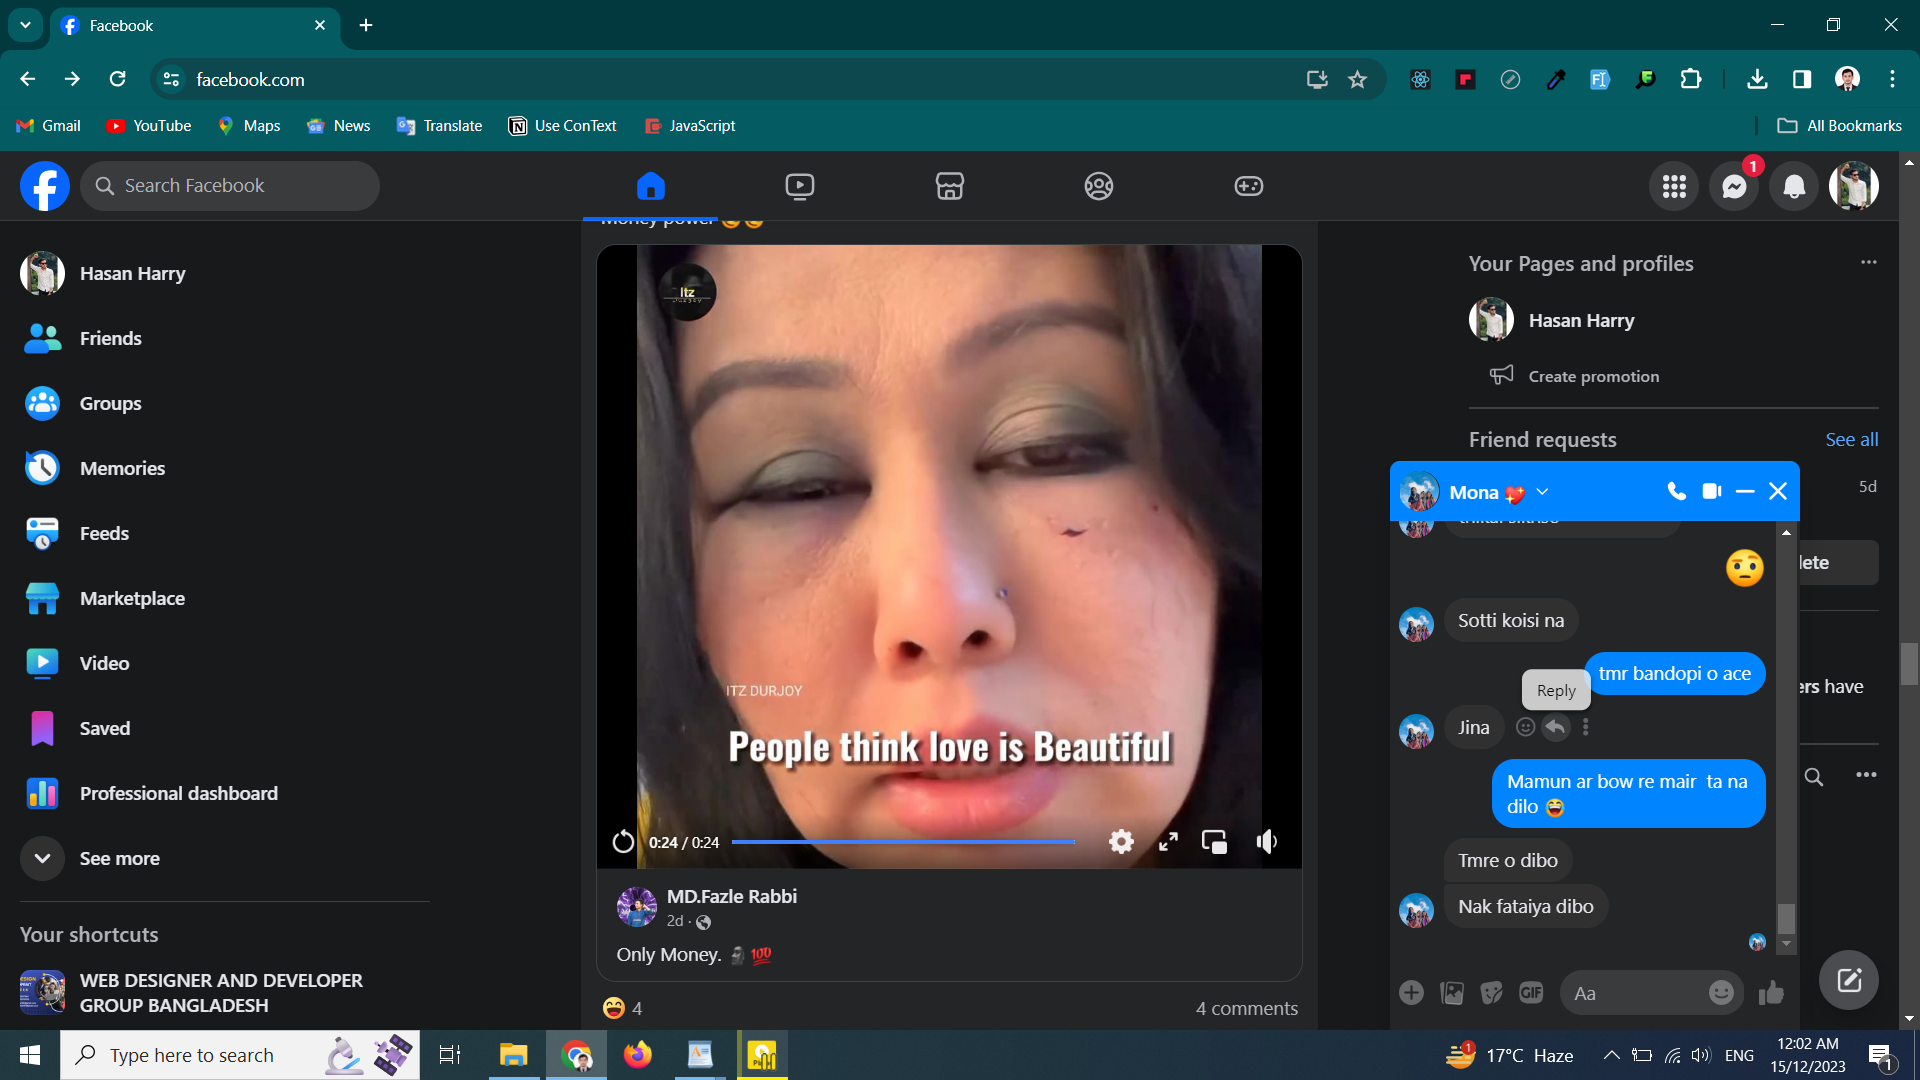 Facebook
facebook.com
Gmail
YouTube
Maps
News
Translate
Use ConText
JavaScript
All Bookmarks
Search Facebook
1
Hasan Harry
Friends
Groups
Memories
Feeds
Marketplace
Video
Saved
Professional dashboard
See more
Your shortcuts
WEB DESIGNER AND DEVELOPER
GROUP BANGLADESH
Money power 
Itz
ITZ DURJOY
People think love is Beautiful
0:24 / 0:24
MD.Fazle Rabbi
2d ·
Only Money. 🗿💯
😆 4
4 comments
Your Pages and profiles
Hasan Harry
Create promotion
Friend requests
See all
5d
lete
ers have
Mona 💖
🤨
Sotti koisi na
tmr bandopi o ace
Reply
Jina
Mamun ar bow re mair ta na
dilo 😂
Tmre o dibo
Nak fataiya dibo
GIF
Aa
Type here to search
1
17°C Haze
ENG
12:02 AM
15/12/2023
1